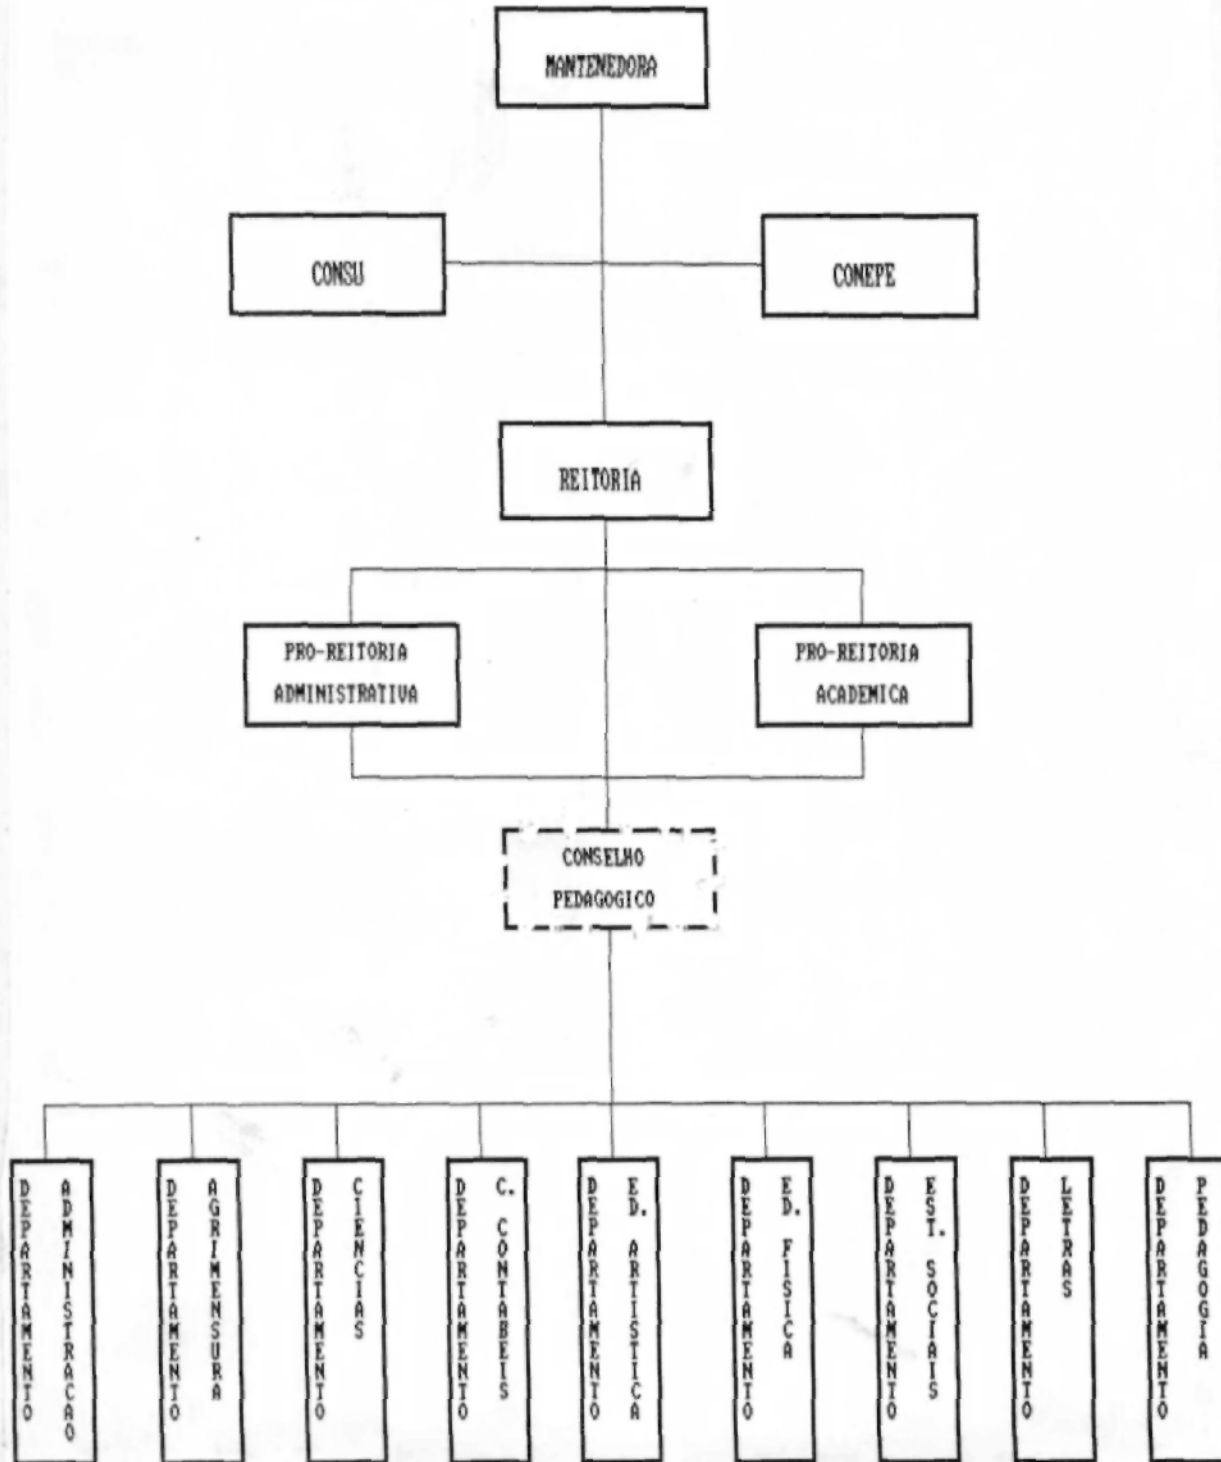 MANTENEDORA
CONSU
CONEPE
REITORIA
PRO-REITORIA
ADMINISTRATIVA
PRO-REITORIA
ACADEMICA
CONSELHO
PEDAGOGICO
DEPARTAMENTO
ADMINISTRACAO
DEPARTAMENTO
AGRIMENSURA
DEPARTAMENTO
CIENCIAS
DEPARTAMENTO
C. CONTABEIS
DEPARTAMENTO
ED. ARTISTICA
DEPARTAMENTO
ED. FISICA
DEPARTAMENTO
EST. SOCIAIS
DEPARTAMENTO
LETRAS
DEPARTAMENTO
PEDAGOGIA